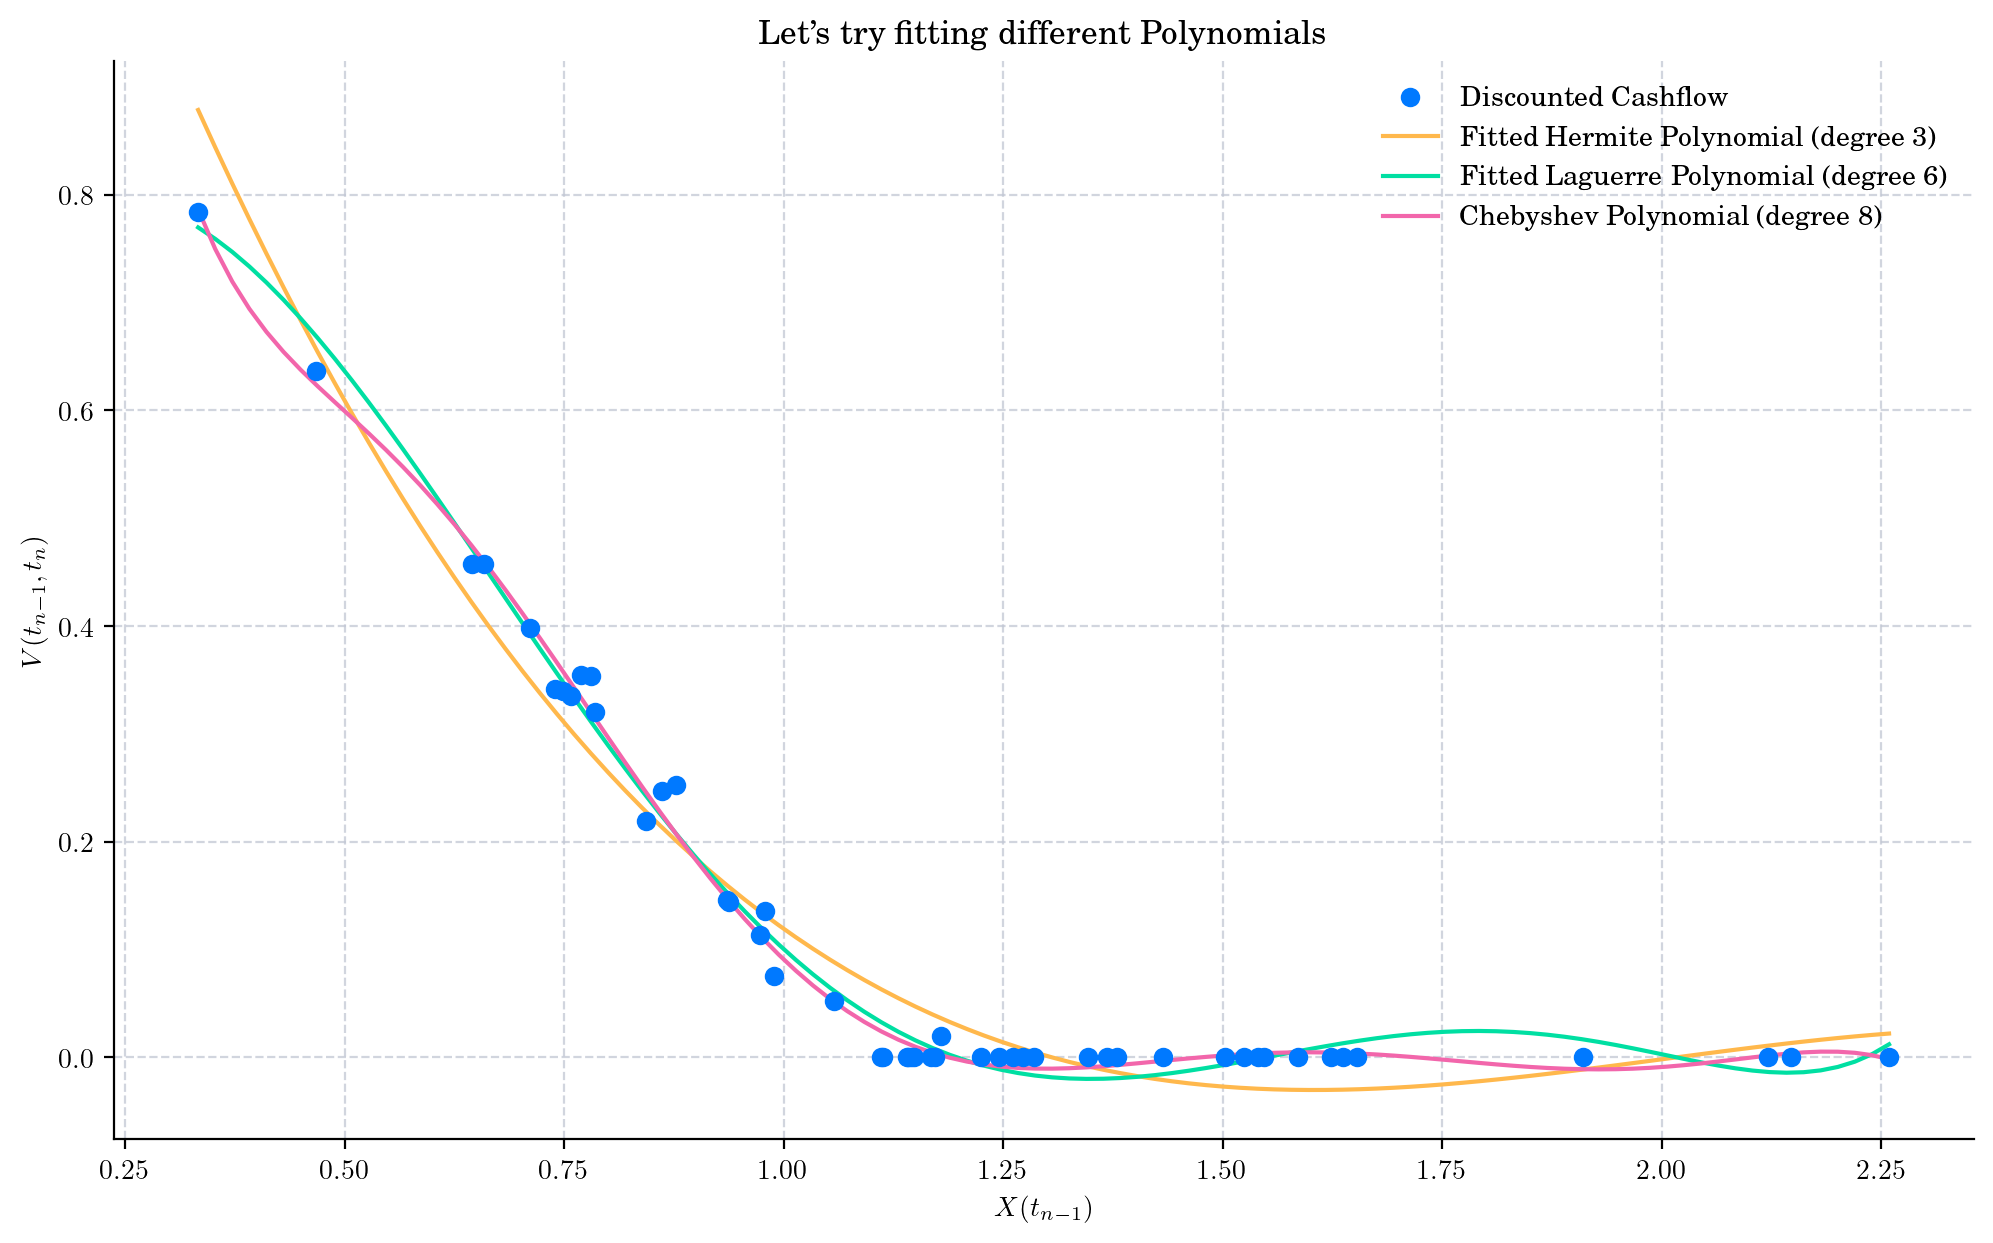 Let's try fitting different Polynomials
Discounted Cashflow
Fitted Hermite Polynomial (degree 3)
Fitted Laguerre Polynomial (degree 6)
Chebyshev Polynomial (degree 8)
0.8
0.6
0.4
0.2
0.0
V(t_{n−1}, t_n)
0.25 0.50 0.75 1.00 1.25 1.50 1.75 2.00 2.25
X(t_{n−1})